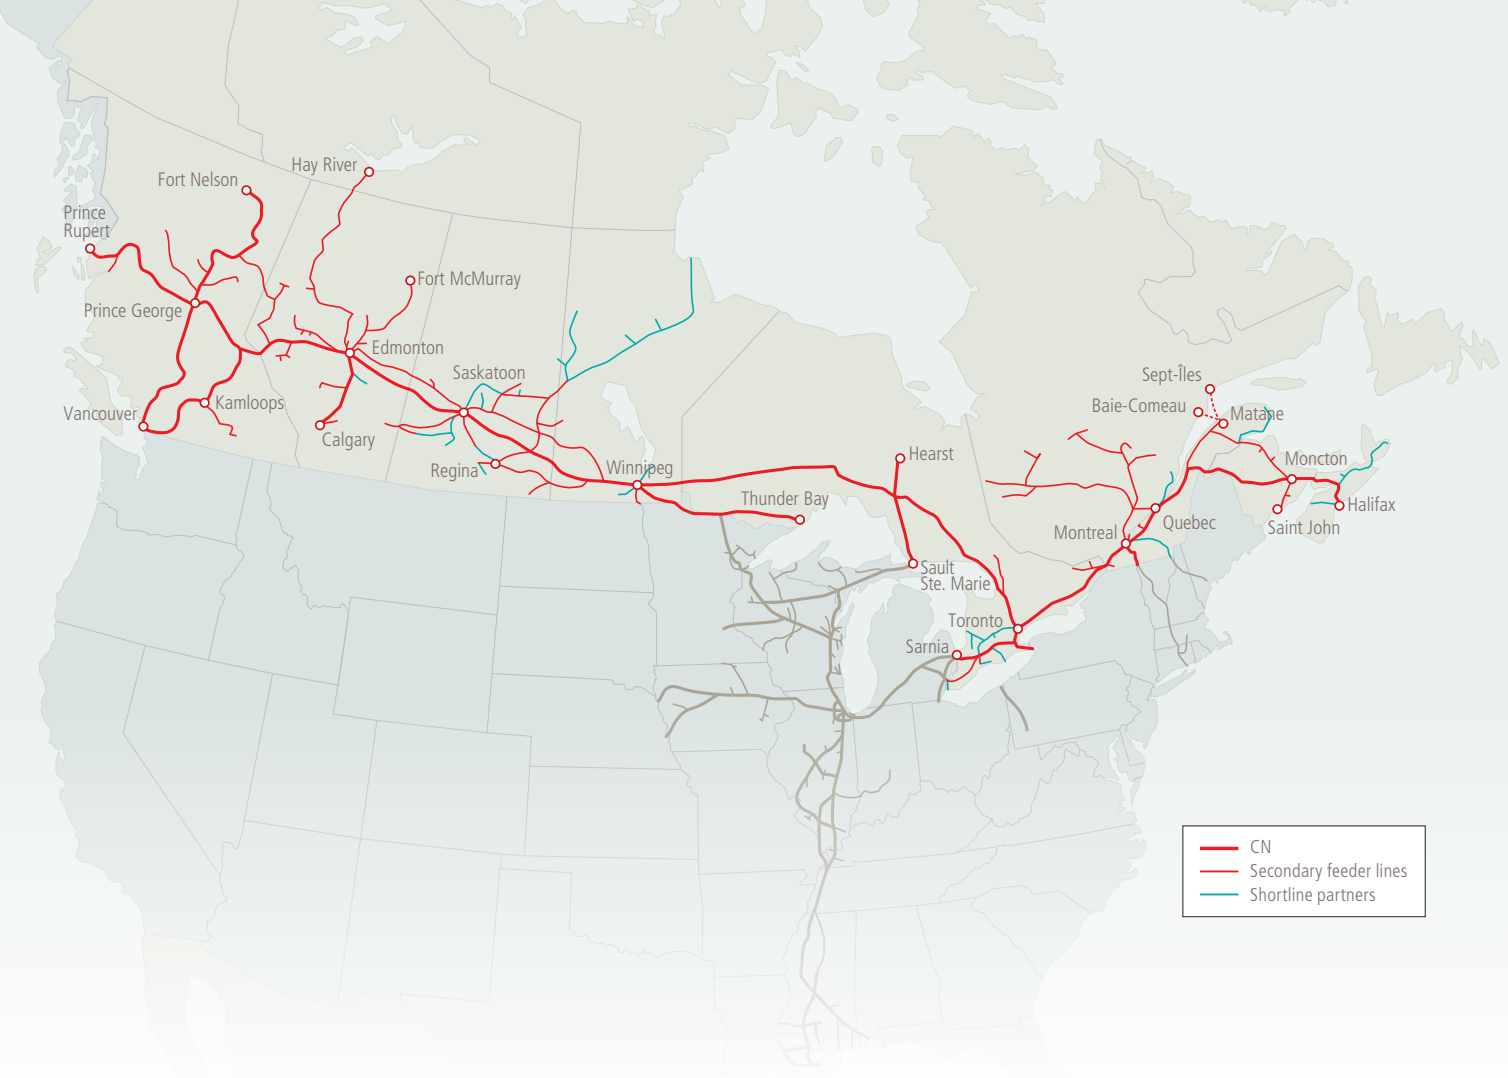 Hay River
Fort Nelson
Prince
Rupert
Fort McMurray
Prince George
Edmonton
Saskatoon
Sept-Îles
Kamloops
Baie-Comeau
Matane
Vancouver
Calgary
Hearst
Moncton
Regina
Winnipeg
Thunder Bay
Halifax
Quebec
Saint John
Montreal
Sault
Ste. Marie
Toronto
Sarnia
CN
Secondary feeder lines
Shortline partners